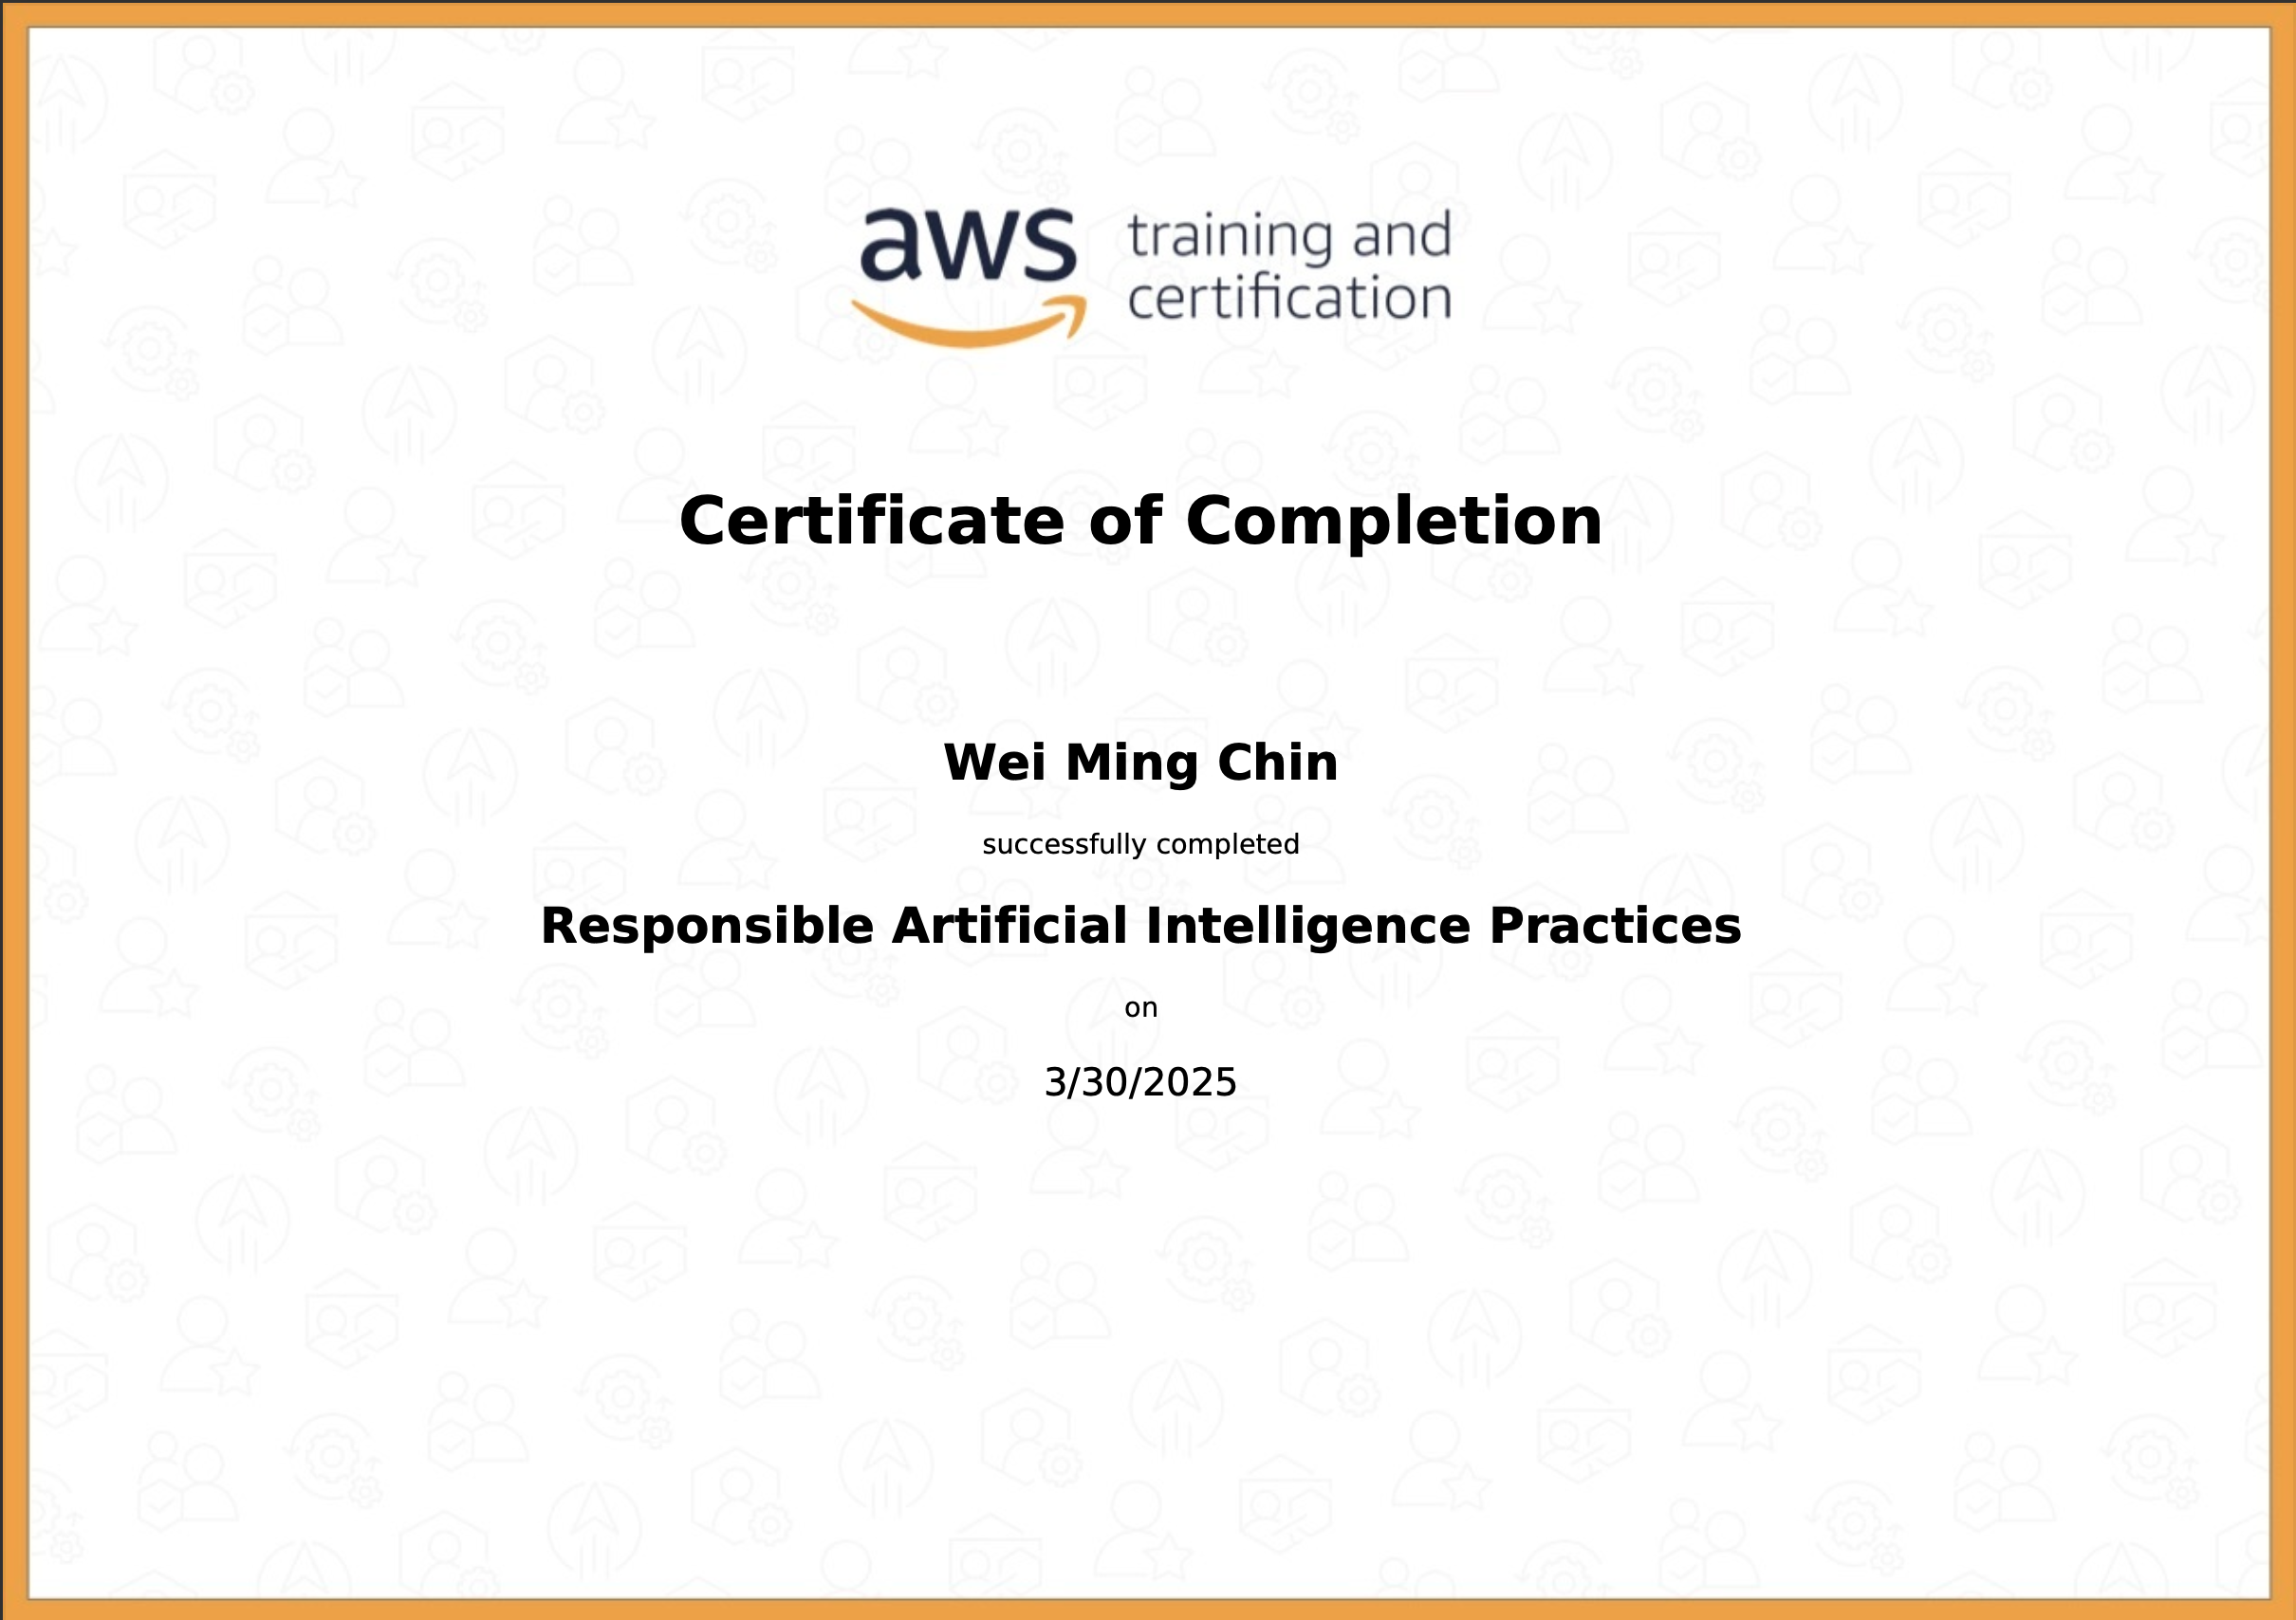 aws training and
certification
Certificate of Completion
Wei Ming Chin
successfully completed
Responsible Artificial Intelligence Practices
on
3/30/2025